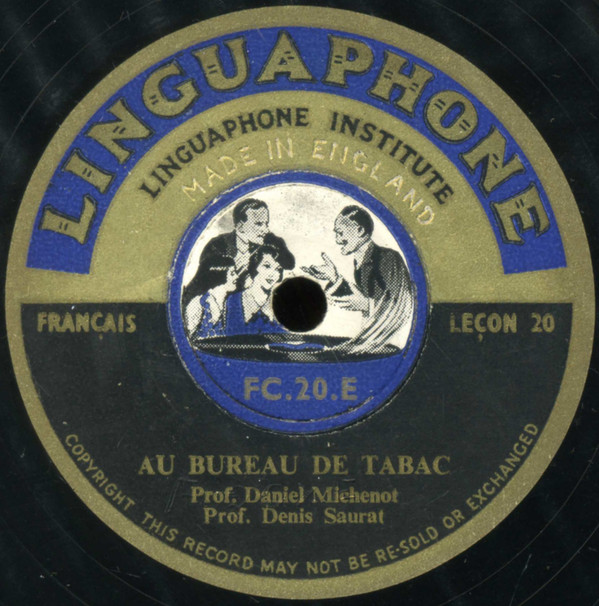 LINGUAPHONE
LINGUAPHONE INSTITUTE
MADE IN ENGLAND
FRANÇAIS
LEÇON 20
FC.20.E
AU BUREAU DE TABAC
Prof. Daniel Michenot
Prof. Denis Saurat
COPYRIGHT THIS RECORD MAY NOT BE RE-SOLD OR EXCHANGED